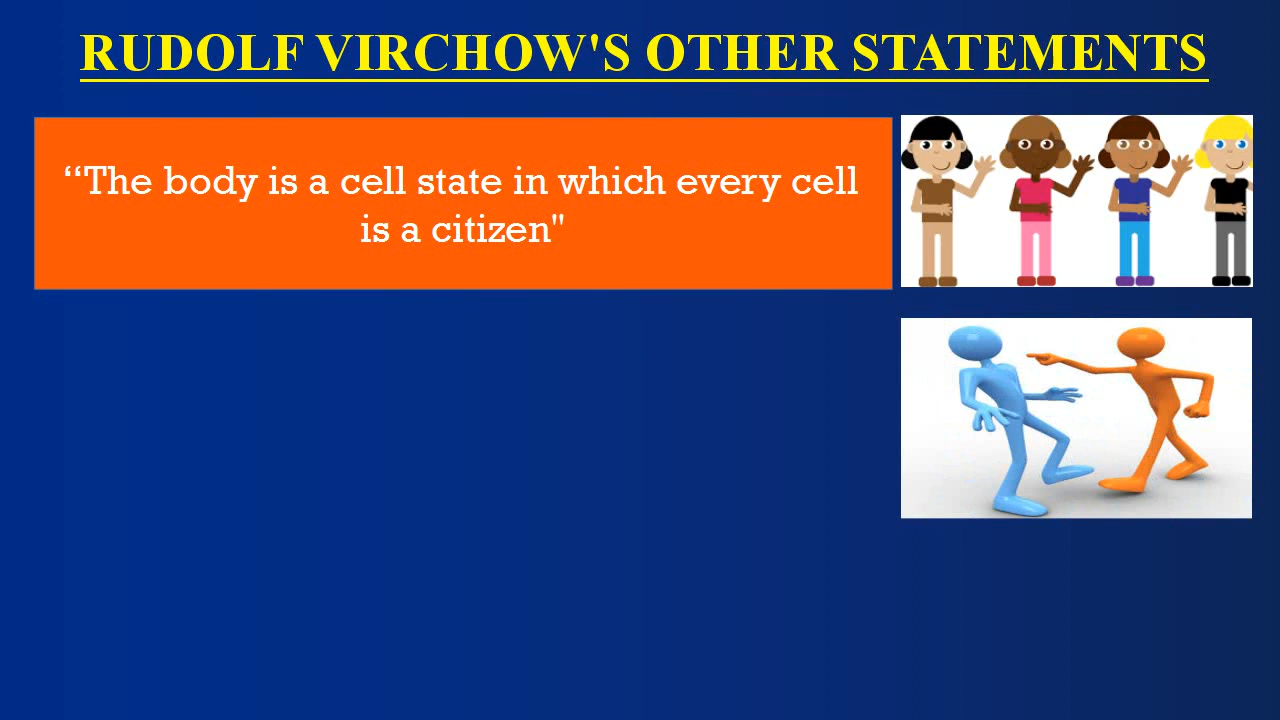 RUDOLF VIRCHOW'S OTHER STATEMENTS
“The body is a cell state in which every cell
is a citizen"